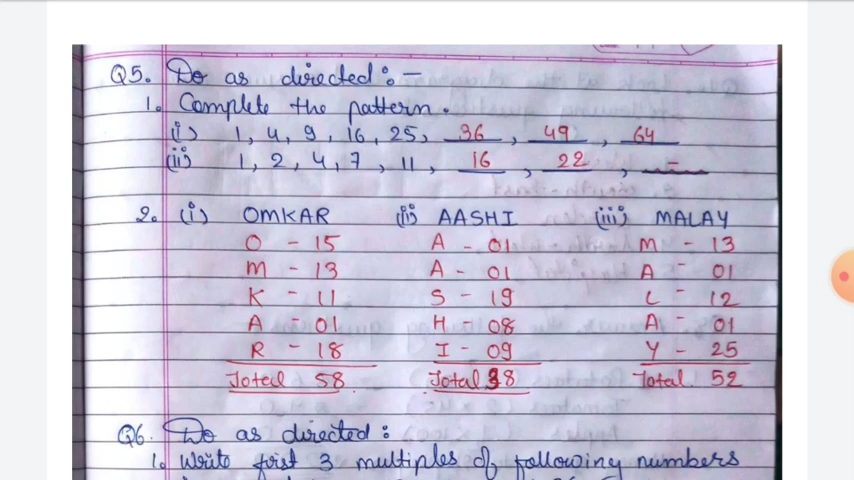 Q5. Do as directed :-
1. Complete the pattern.
(i) 1, 4, 9, 16, 25, 36, 49, 64
(ii) 1, 2, 4, 7, 11, 16, 22, -
2. (i) OMKAR (ii) AASHI (iii) MALAY
O - 15 A - 01 M - 13
M - 13 A - 01 A - 01
K - 11 S - 19 L - 12
A - 01 H - 08 A - 01
R - 18 I - 09 Y - 25
Total 58 Total 38 Total 52
Q6. Do as directed :
1. Write first 3 multiples of following numbers